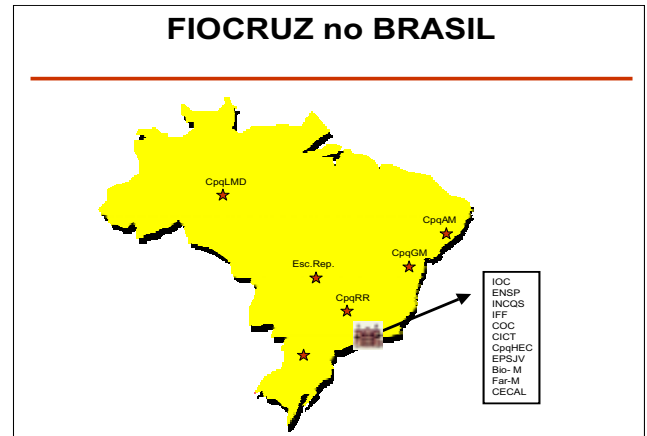 FIOCRUZ no BRASIL
CpqLMD
CpqAM
CpqGM
Esc.Rep.
CpqRR
IOC
ENSP
INCQS
IFF
COC
CICT
CpqHEC
EPSJV
Bio- M
Far-M
CECAL